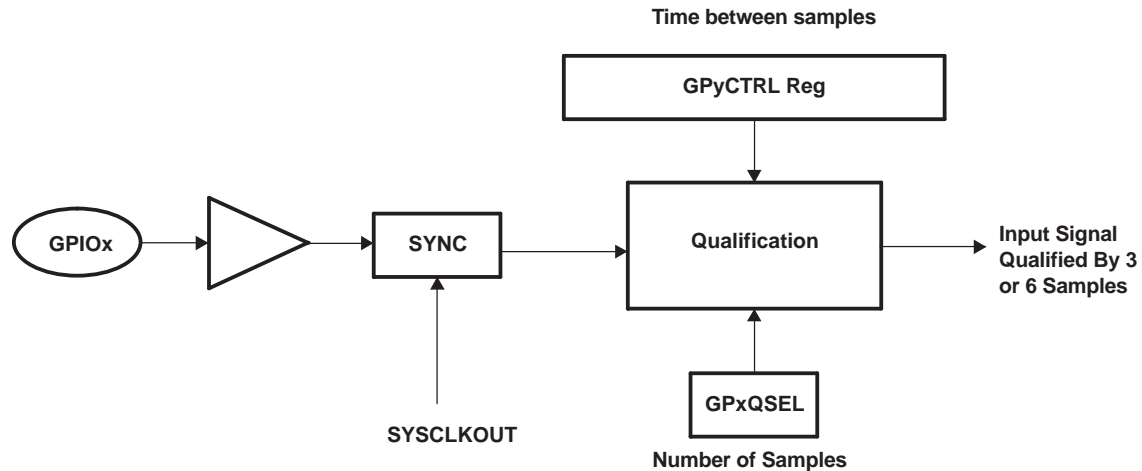 Time between samples
GPyCTRL Reg
GPIOx
SYNC
Qualification
Input Signal
Qualified By 3
or 6 Samples
GPxQSEL
SYSCLKOUT
Number of Samples